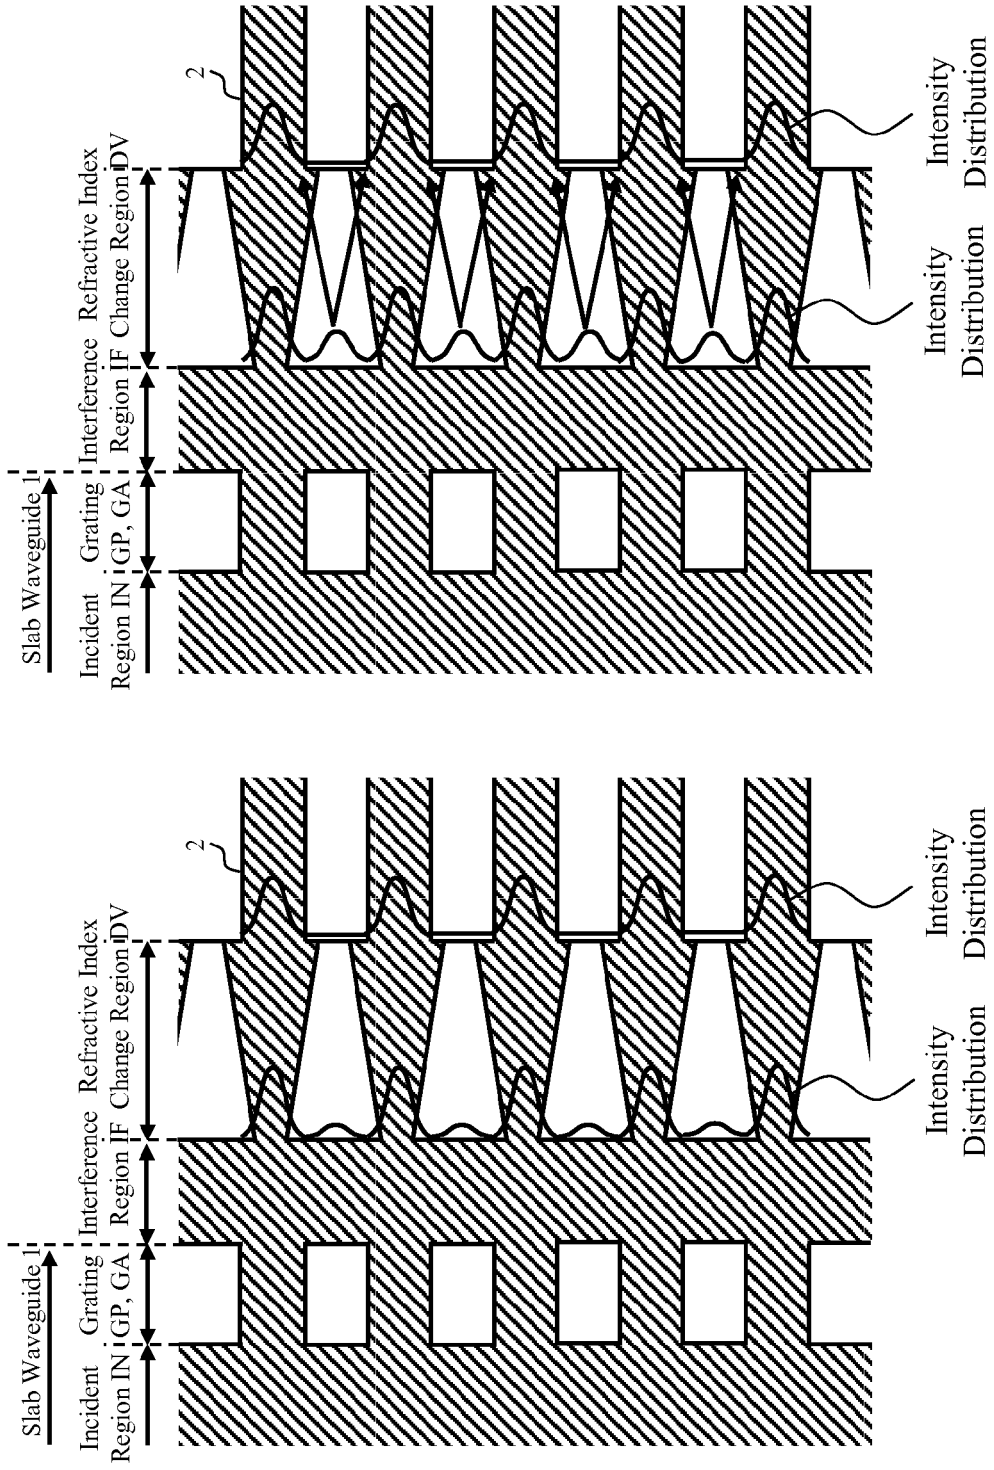 Slab Waveguide 1
Incident
Region IN
Grating
GP, GA
Interference
Region IF
Refractive Index
Change Region DV
2
Intensity
Distribution
Intensity
Distribution
Slab Waveguide 1
Incident
Region IN
Grating
GP, GA
Interference
Region IF
Refractive Index
Change Region DV
2
Intensity
Distribution
Intensity
Distribution